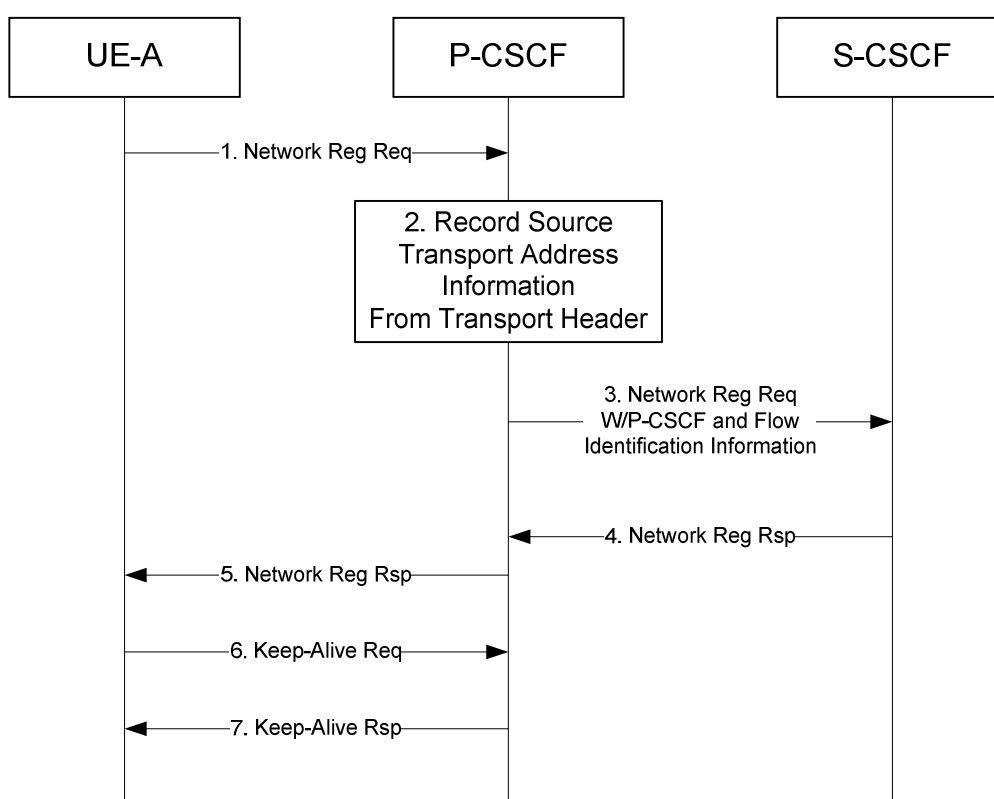 UE-A
P-CSCF
S-CSCF
1. Network Reg Req
2. Record Source
Transport Address
Information
From Transport Header
3. Network Reg Req
W/P-CSCF and Flow
Identification Information
4. Network Reg Rsp
5. Network Reg Rsp
6. Keep-Alive Req
7. Keep-Alive Rsp